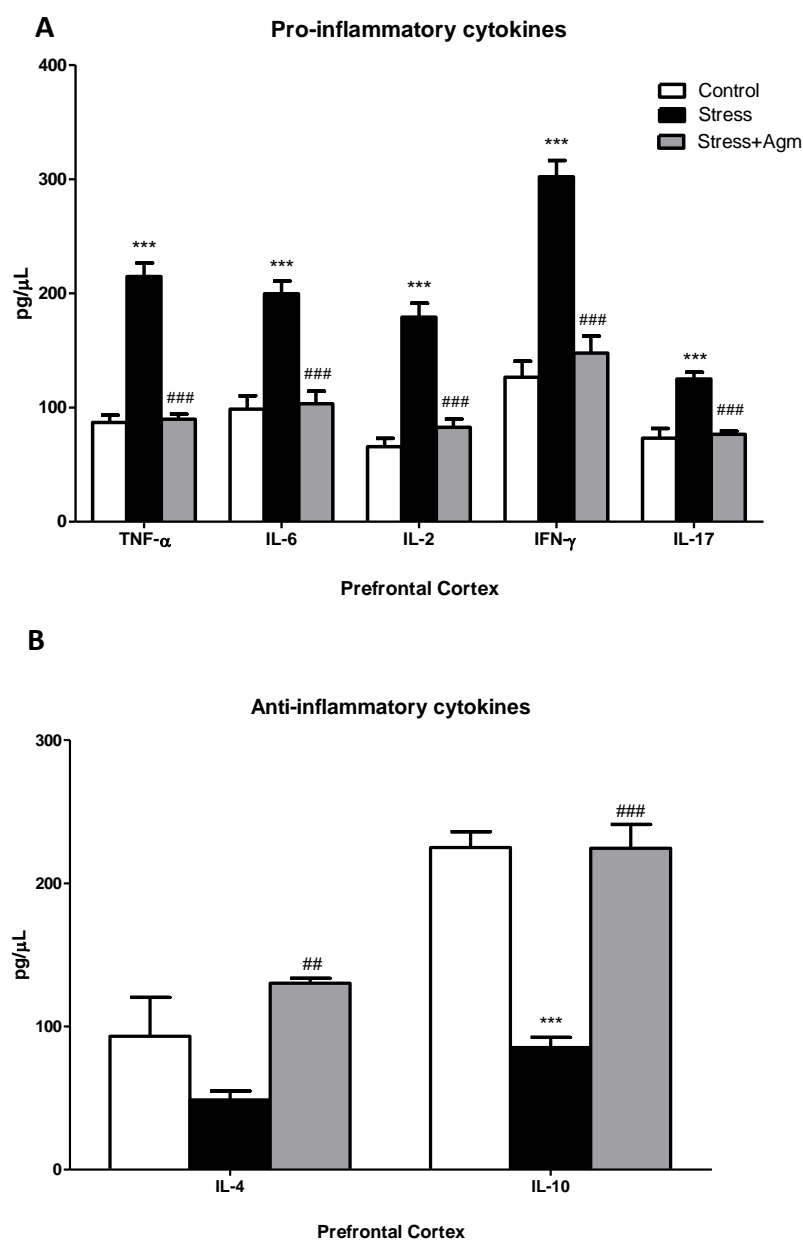 A
Pro-inflammatory cytokines
400
300
200
100
0
pg/μL
Control
Stress
Stress+Agm
***
###
***
###
***
###
***
###
***
###
TNF-α IL-6 IL-2 IFN-γ IL-17
Prefrontal Cortex
B
Anti-inflammatory cytokines
300
200
100
0
pg/μL
##
***
###
IL-4 IL-10
Prefrontal Cortex